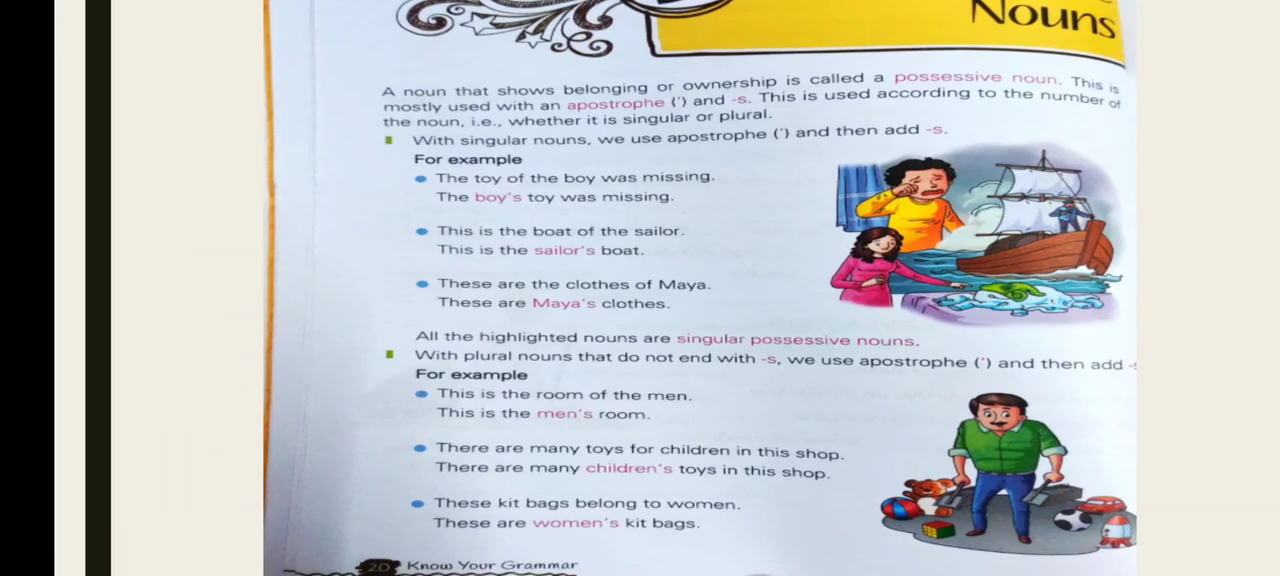 Nouns
A noun that shows belonging or ownership is called a possessive noun. This is
mostly used with an apostrophe (') and -s. This is used according to the number of
the noun, i.e., whether it is singular or plural.
With singular nouns, we use apostrophe (') and then add -s.
For example
The toy of the boy was missing.
The boy's toy was missing.
This is the boat of the sailor.
This is the sailor's boat.
These are the clothes of Maya.
These are Maya's clothes.
All the highlighted nouns are singular possessive nouns.
With plural nouns that do not end with -s, we use apostrophe (') and then add
For example
This is the room of the men.
This is the men's room.
There are many toys for children in this shop.
There are many children's toys in this shop.
These kit bags belong to women.
These are women's kit bags.
20 Know Your Grammar